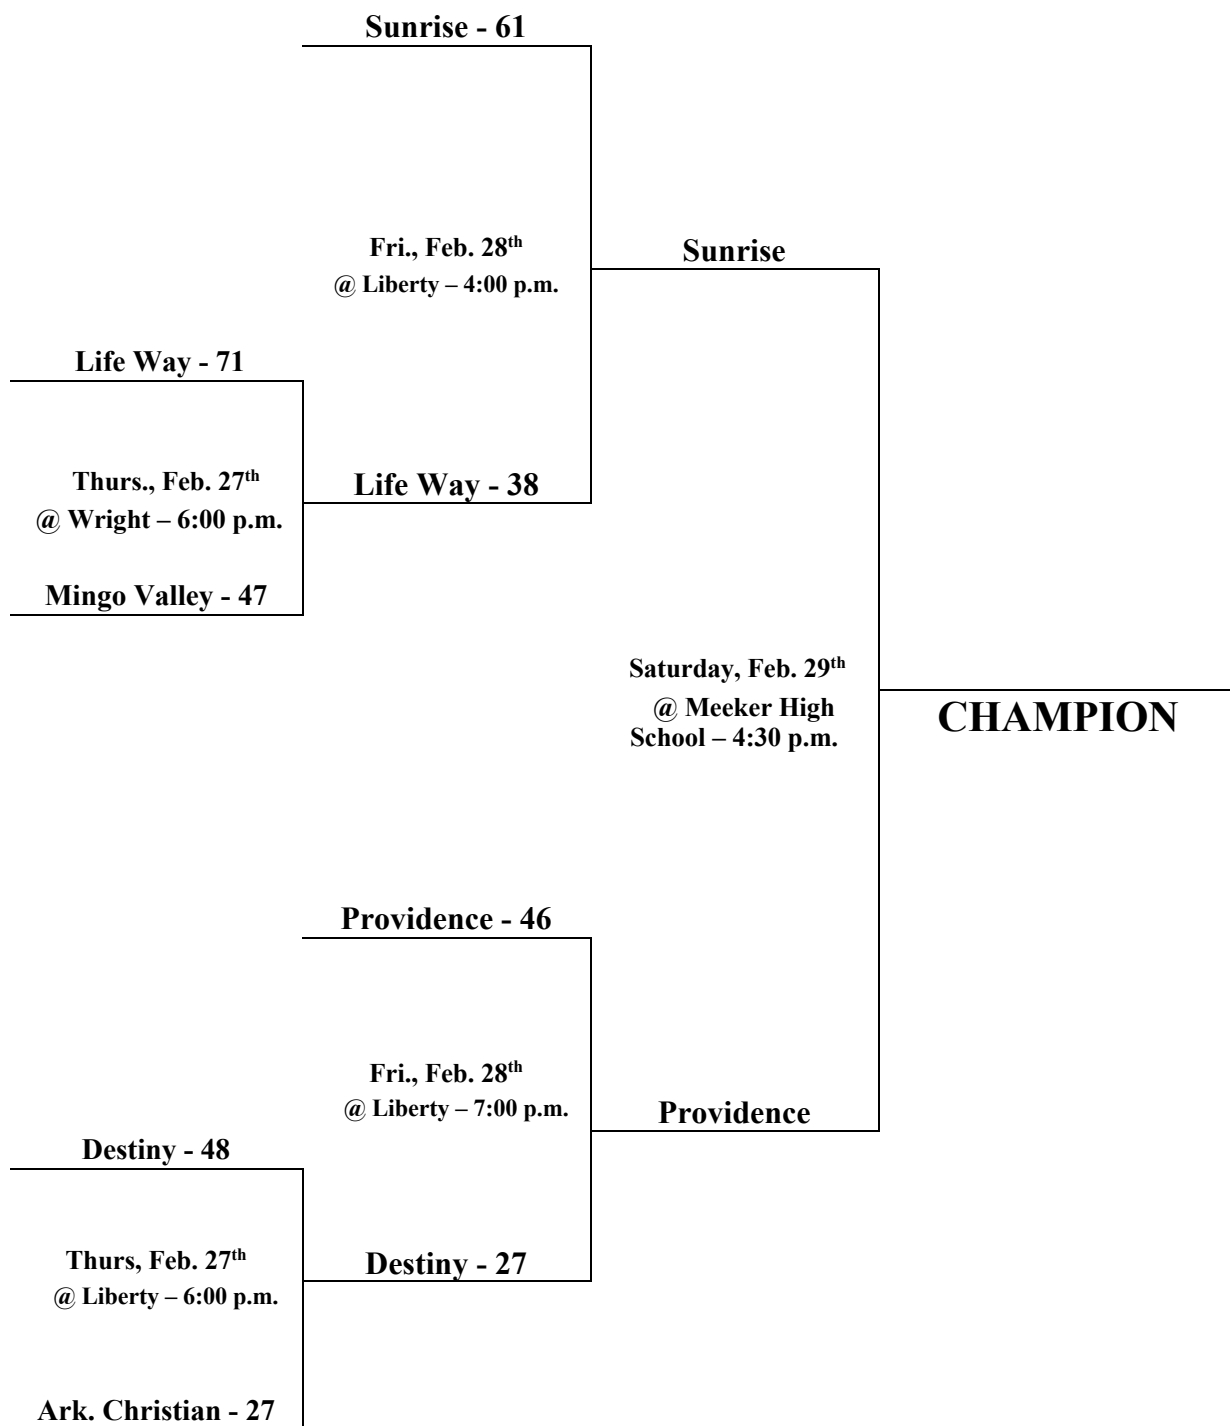 Sunrise - 61
Fri., Feb. 28th
@ Liberty – 4:00 p.m.
Sunrise
Life Way - 71
Thurs., Feb. 27th
@ Wright – 6:00 p.m.
Life Way - 38
Mingo Valley - 47
Saturday, Feb. 29th
@ Meeker High
School – 4:30 p.m.
CHAMPION
Providence - 46
Fri., Feb. 28th
@ Liberty – 7:00 p.m.
Providence
Destiny - 48
Thurs, Feb. 27th
@ Liberty – 6:00 p.m.
Destiny - 27
Ark. Christian - 27